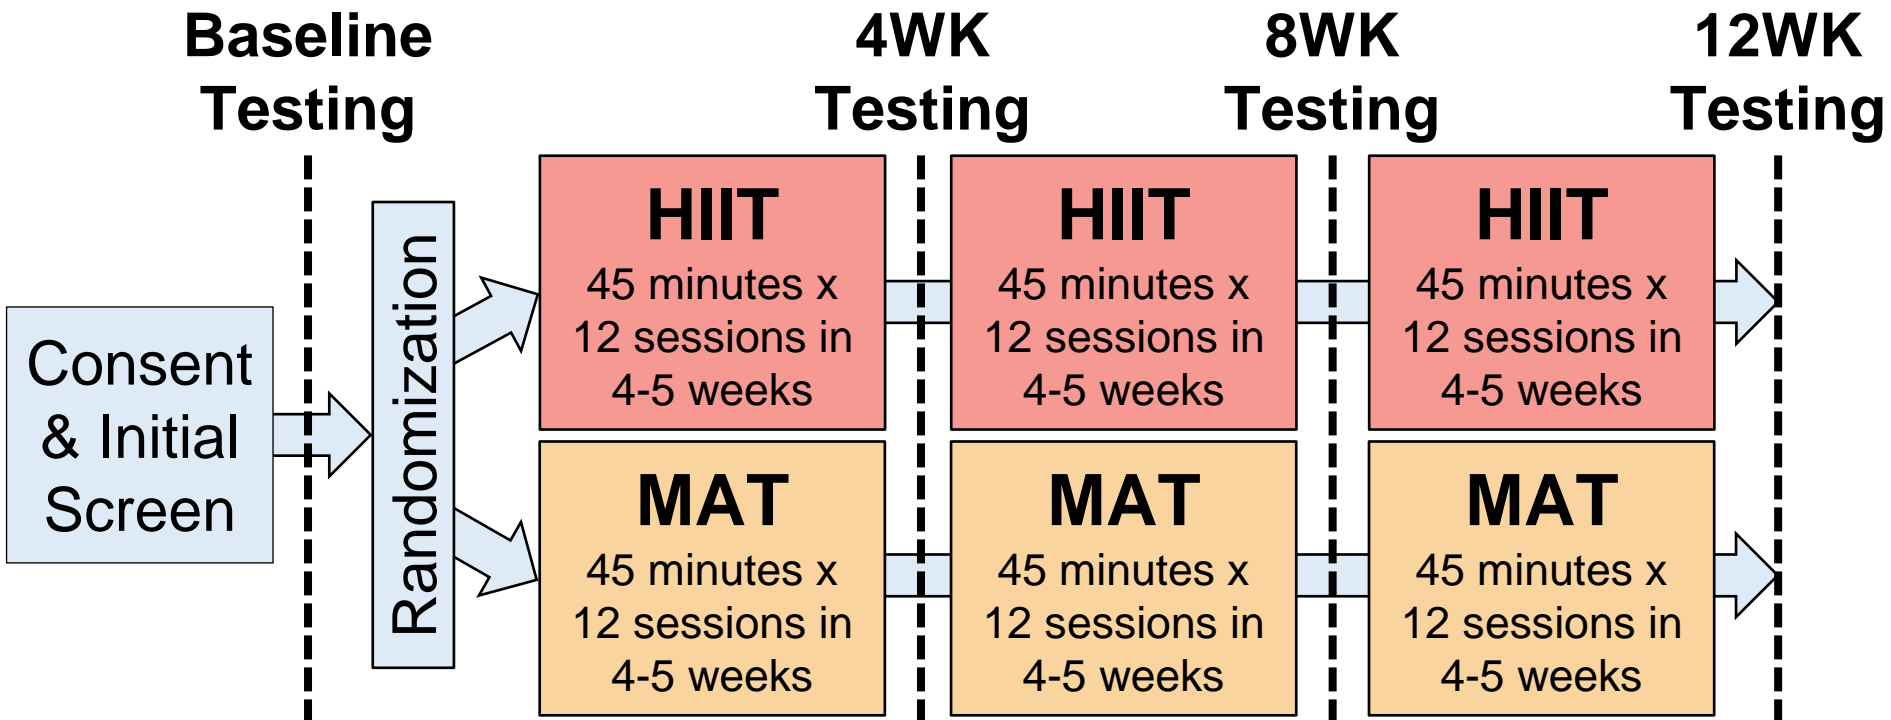 Baseline
Testing
4WK
Testing
8WK
Testing
12WK
Testing
Consent
& Initial
Screen
Randomization
HIIT
45 minutes x
12 sessions in
4-5 weeks
HIIT
45 minutes x
12 sessions in
4-5 weeks
HIIT
45 minutes x
12 sessions in
4-5 weeks
MAT
45 minutes x
12 sessions in
4-5 weeks
MAT
45 minutes x
12 sessions in
4-5 weeks
MAT
45 minutes x
12 sessions in
4-5 weeks